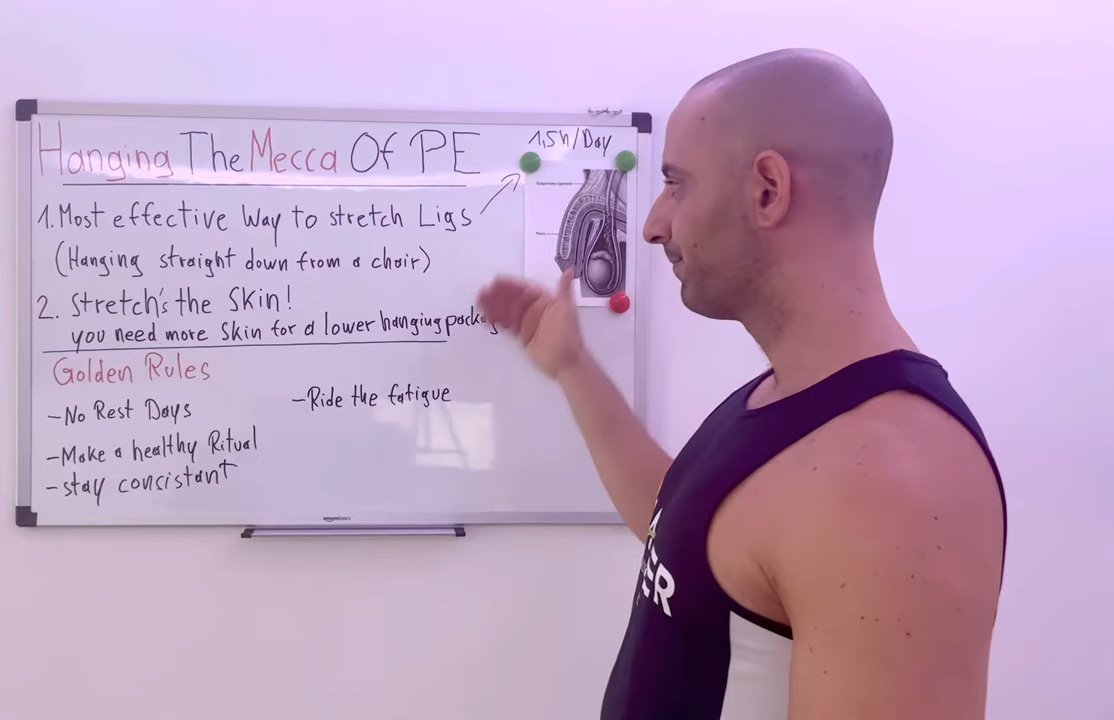 Hanging The Mecca Of PE
1,5h/Day
1. Most effective Way to stretch Ligs
(Hanging straight down from a chair)
2. Stretch's the Skin!
you need more Skin for a lower hanging
Golden Rules
- No Rest Days
- Make a healthy Ritual
- stay concistant
- Ride the fatigue
amazonbasics